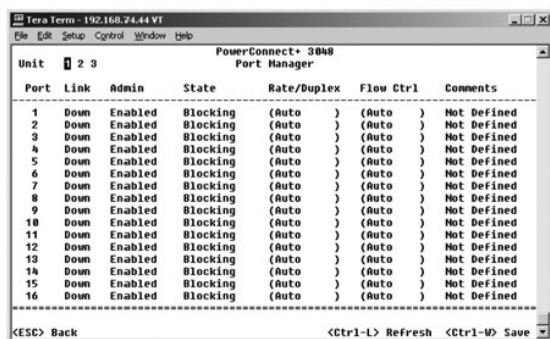 Tera Term - 192.168.74.44 VT
File Edit Setup Control Window Help
PowerConnect+ 3048
Unit 1 2 3 Port Manager
Port Link Admin State Rate/Duplex Flow Ctrl Comments
1 Down Enabled Blocking (Auto ) (Auto ) Not Defined
2 Down Enabled Blocking (Auto ) (Auto ) Not Defined
3 Down Enabled Blocking (Auto ) (Auto ) Not Defined
4 Down Enabled Blocking (Auto ) (Auto ) Not Defined
5 Down Enabled Blocking (Auto ) (Auto ) Not Defined
6 Down Enabled Blocking (Auto ) (Auto ) Not Defined
7 Down Enabled Blocking (Auto ) (Auto ) Not Defined
8 Down Enabled Blocking (Auto ) (Auto ) Not Defined
9 Down Enabled Blocking (Auto ) (Auto ) Not Defined
10 Down Enabled Blocking (Auto ) (Auto ) Not Defined
11 Down Enabled Blocking (Auto ) (Auto ) Not Defined
12 Down Enabled Blocking (Auto ) (Auto ) Not Defined
13 Down Enabled Blocking (Auto ) (Auto ) Not Defined
14 Down Enabled Blocking (Auto ) (Auto ) Not Defined
15 Down Enabled Blocking (Auto ) (Auto ) Not Defined
16 Down Enabled Blocking (Auto ) (Auto ) Not Defined
<ESC> Back <Ctrl-L> Refresh <Ctrl-W> Save